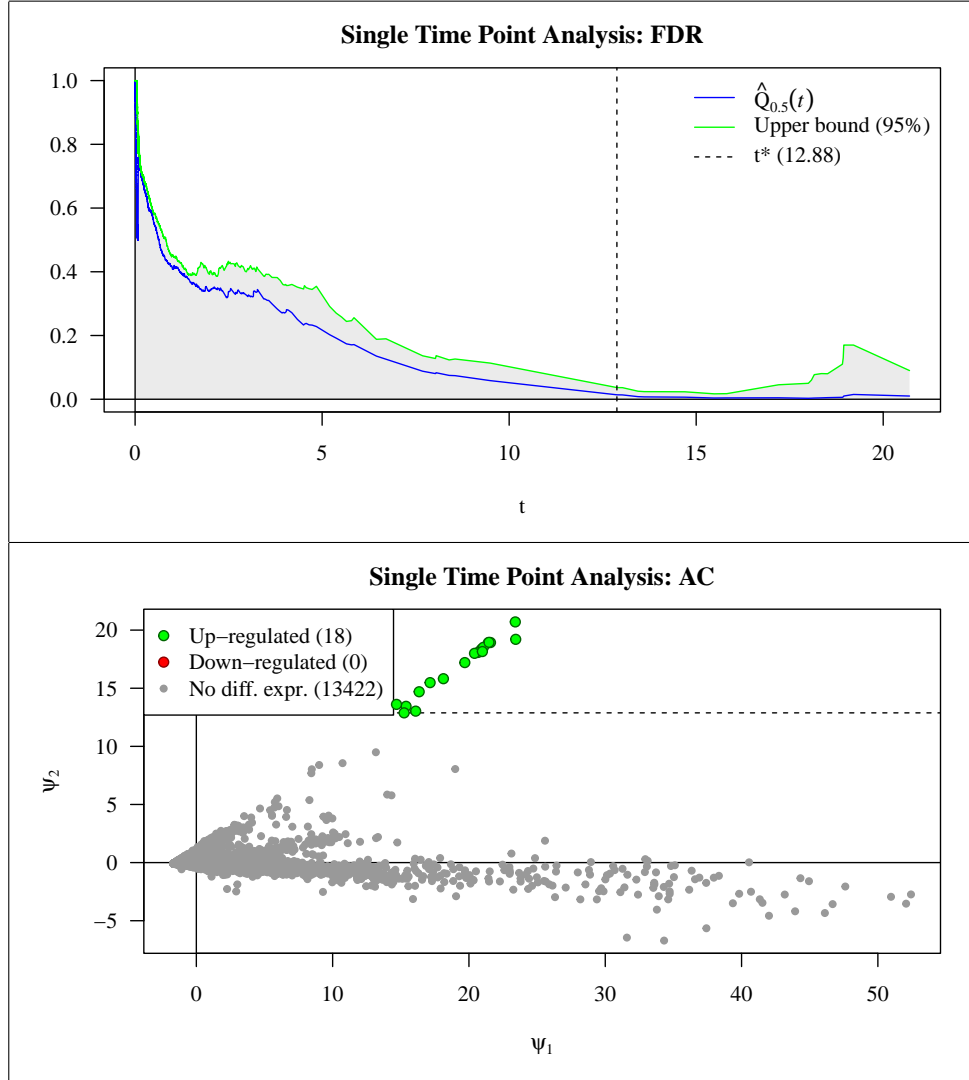 Single Time Point Analysis: FDR
1.0
0.8
0.6
0.4
0.2
0.0
Q̂0.5(t)
Upper bound (95%)
t* (12.88)
0 5 10 15 20
t
Single Time Point Analysis: AC
Up−regulated (18)
Down−regulated (0)
No diff. expr. (13422)
20
15
10
5
0
−5
ψ2
0 10 20 30 40 50
ψ1